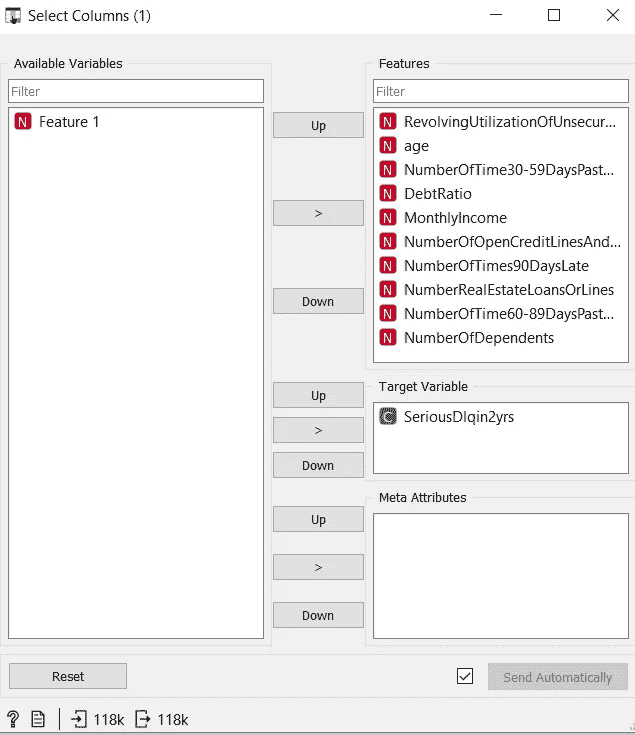 Select Columns (1)
Available Variables
Filter
N Feature 1
Up
>
Down
Up
>
Down
Up
>
Down
Features
Filter
N RevolvingUtilizationOfUnsecur...
N age
N NumberOfTime30-59DaysPast...
N DebtRatio
N MonthlyIncome
N NumberOfOpenCreditLinesAnd...
N NumberOfTimes90DaysLate
N NumberRealEstateLoansOrLines
N NumberOfTime60-89DaysPast...
N NumberOfDependents
Target Variable
C SeriousDlqin2yrs
Meta Attributes
Reset
Send Automatically
? 118k 118k